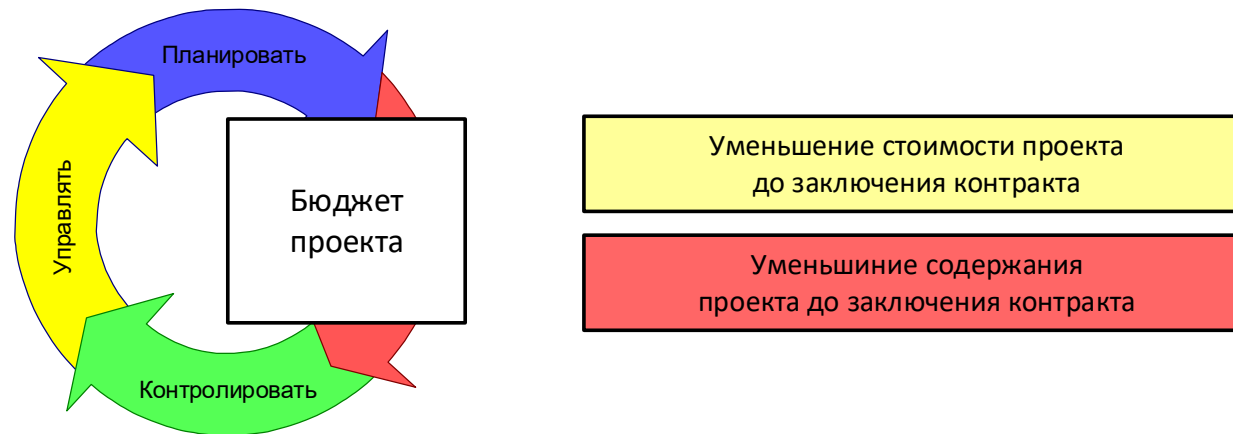 Планировать
Управлять
Контролировать
Бюджет
проекта
Уменьшение стоимости проекта
до заключения контракта
Уменьшиние содержания
проекта до заключения контракта